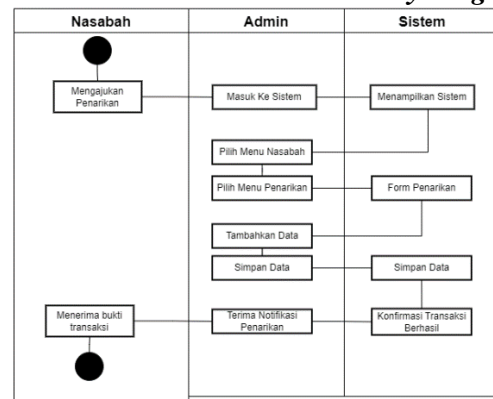 Nasabah
Admin
Sistem
Mengajukan
Penarikan
Masuk Ke Sistem
Menampilkan Sistem
Pilih Menu Nasabah
Pilih Menu Penarikan
Form Penarikan
Tambahkan Data
Simpan Data
Simpan Data
Menerima bukti
transaksi
Terima Notifikasi
Penarikan
Konfirmasi Transaksi
Berhasil